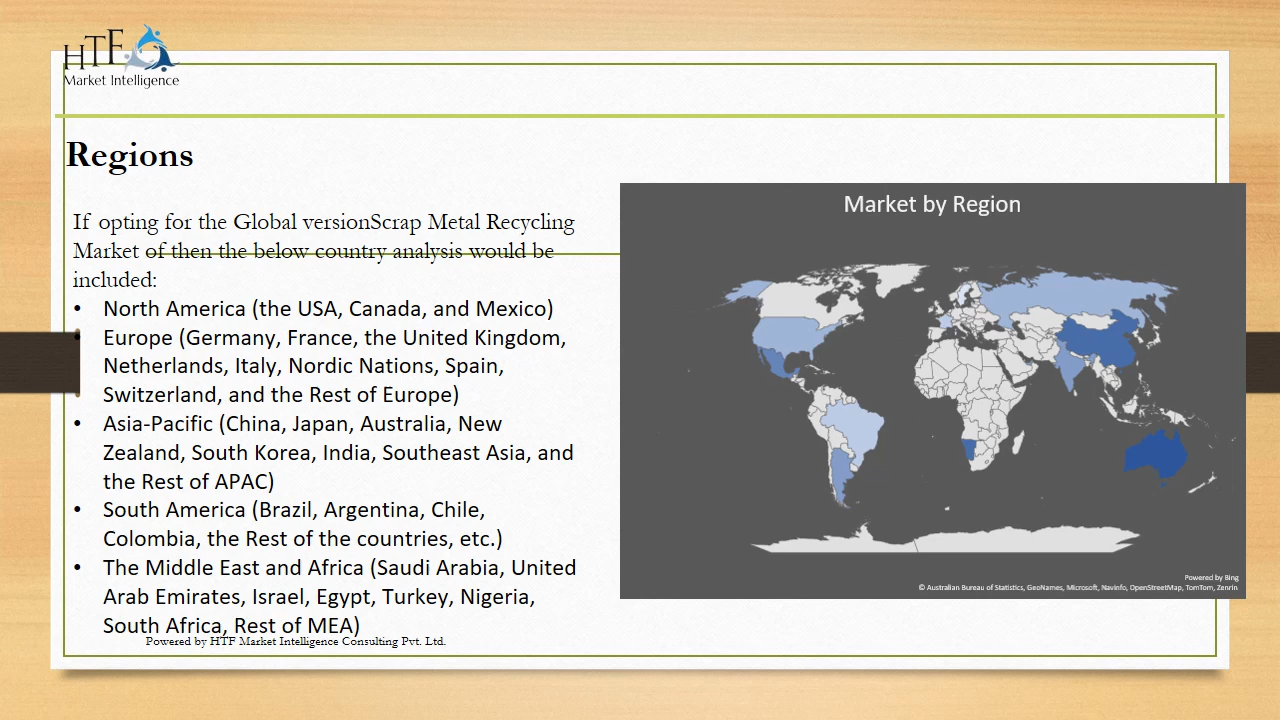 HTF
Market Intelligence
Regions
If opting for the Global versionScrap Metal Recycling
Market of then the below country analysis would be
included:
• North America (the USA, Canada, and Mexico)
• Europe (Germany, France, the United Kingdom,
Netherlands, Italy, Nordic Nations, Spain,
Switzerland, and the Rest of Europe)
• Asia-Pacific (China, Japan, Australia, New
Zealand, South Korea, India, Southeast Asia, and
the Rest of APAC)
• South America (Brazil, Argentina, Chile,
Colombia, the Rest of the countries, etc.)
• The Middle East and Africa (Saudi Arabia, United
Arab Emirates, Israel, Egypt, Turkey, Nigeria,
South Africa, Rest of MEA)
Powered by HTF Market Intelligence Consulting Pvt. Ltd.
Market by Region
Powered by Bing
© Australian Bureau of Statistics, GeoNames, Microsoft, Navinfo, OpenStreetMap, TomTom, Zenrin